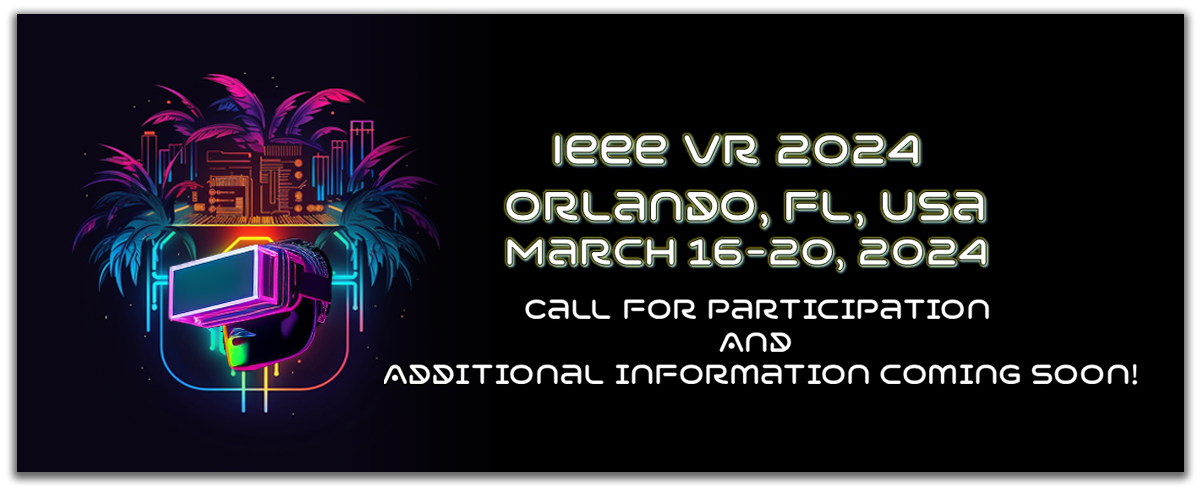 IEEE VR 2024
ORLANDO, FL, USA
MARCH 16-20, 2024
CALL FOR PARTICIPATION
AND
ADDITIONAL INFORMATION COMING SOON!